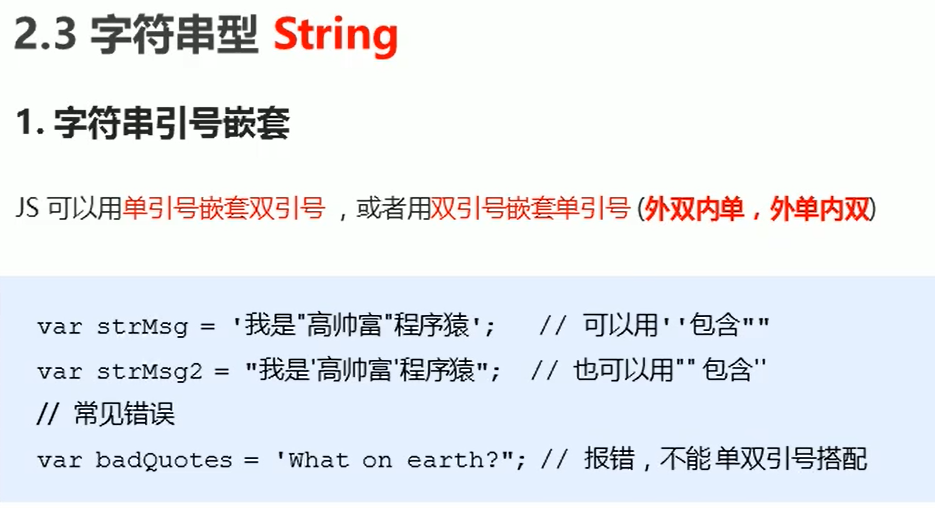 2.3 字符串型 String
1. 字符串引号嵌套
JS 可以用单引号嵌套双引号 ，或者用双引号嵌套单引号 (外双内单，外单内双)
var strMsg = '我是"高帅富"程序猿'; // 可以用''包含""
var strMsg2 = "我是'高帅富'程序猿"; // 也可以用"" 包含''
// 常见错误
var badQuotes = 'What on earth?"; // 报错，不能 单双引号搭配